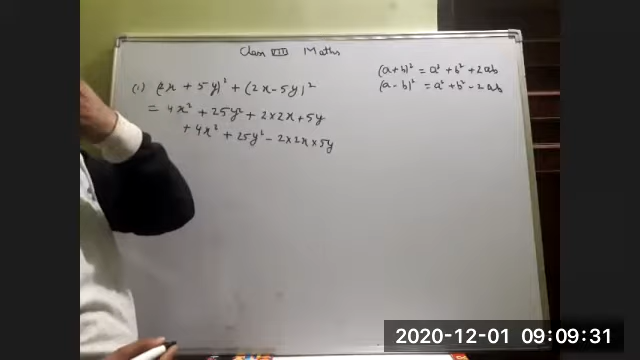 Class VIII Maths
(a+b)² = a² + b² + 2ab
(a-b)² = a² + b² - 2ab
(1) (2x + 5y)² + (2x - 5y)²
= 4x² + 25y² + 2×2x×5y
+ 4x² + 25y² - 2×2x×5y
2020-12-01 09:09:31